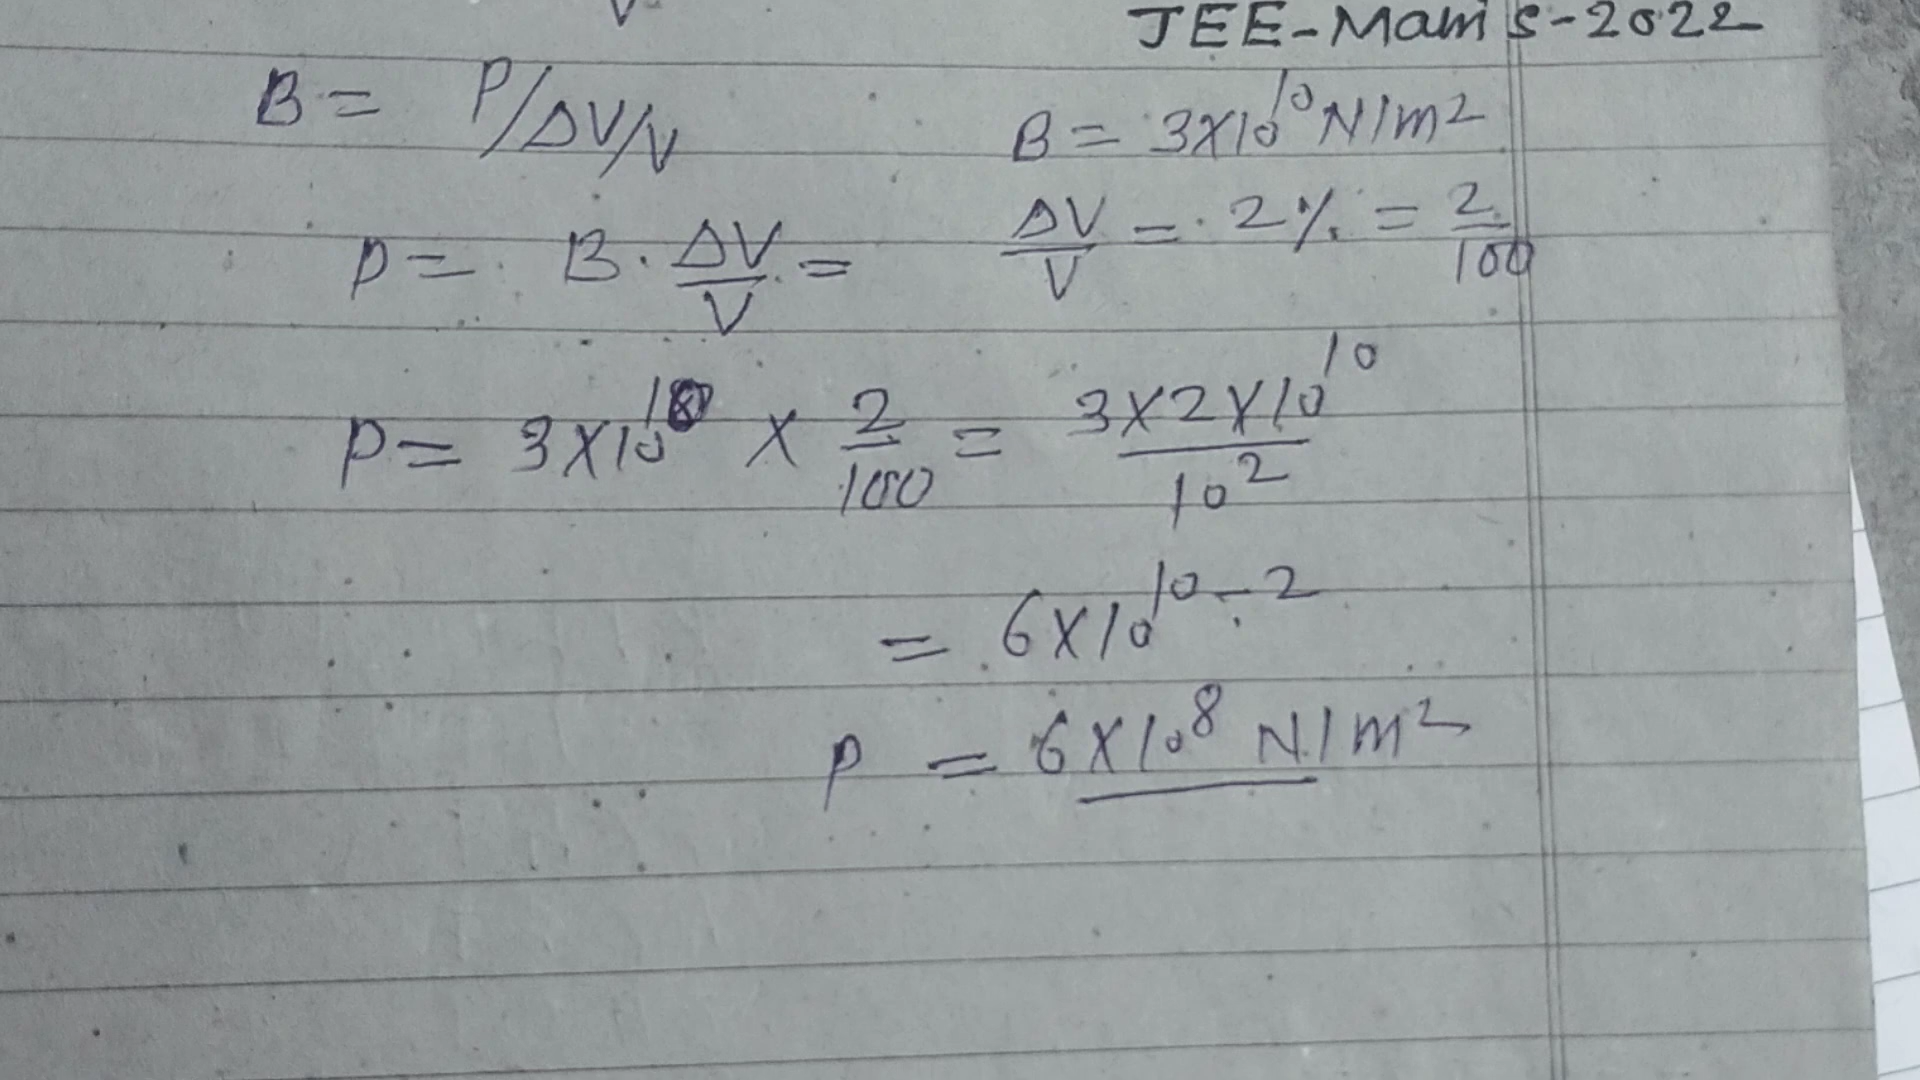 JEE-Mains-2022
B = P/ΔV/V
B = 3×10¹⁰ N/m²
P = B. ΔV/V =
ΔV/V = 2% = 2/100
P = 3×10¹⁰ × 2/100 = 3×2×10¹⁰/10²
= 6×10¹⁰⁻²
P = 6×10⁸ N/m²